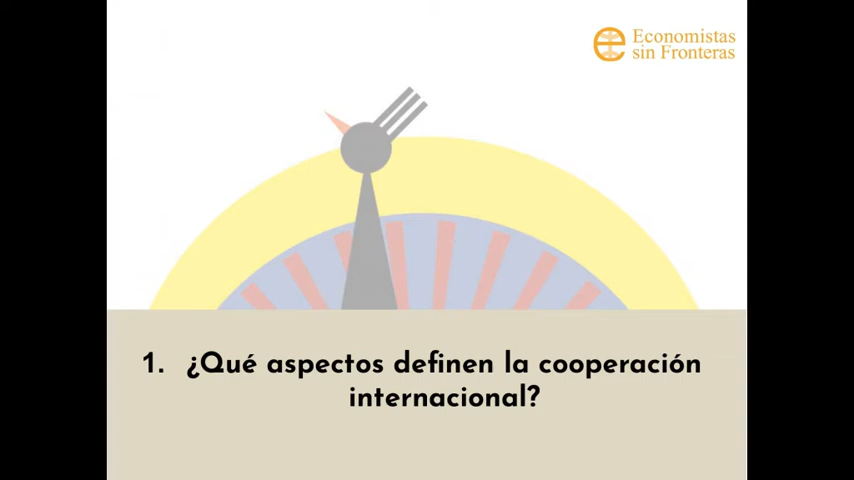 Economistas
sin Fronteras
1. ¿Qué aspectos definen la cooperación
internacional?